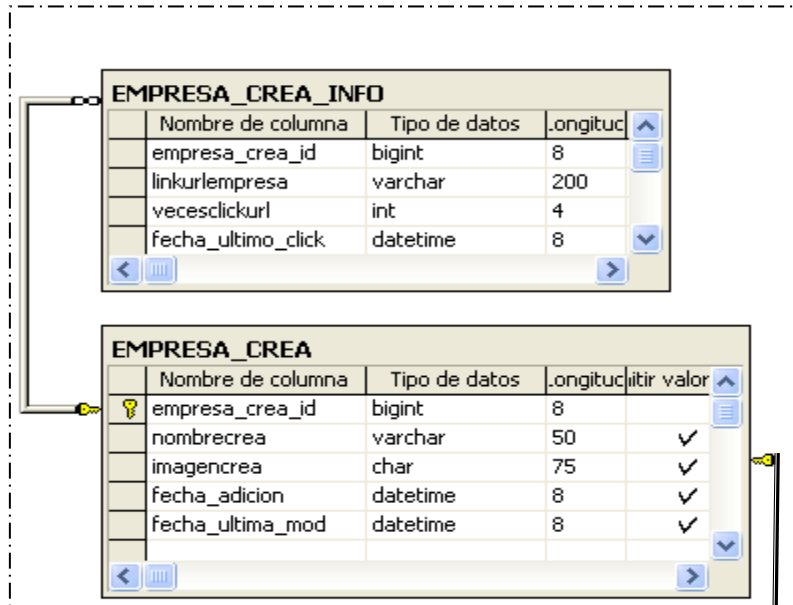 EMPRESA_CREA_INFO
Nombre de columna Tipo de datos Longitud
empresa_crea_id bigint 8
linkurlempresa varchar 200
vecesclickurl int 4
fecha_ultimo_click datetime 8
EMPRESA_CREA
Nombre de columna Tipo de datos .ongituc itir valor
empresa_crea_id bigint 8
nombrecrea varchar 50
imagencrea char 75
fecha_adicion datetime 8
fecha_ultima_mod datetime 8